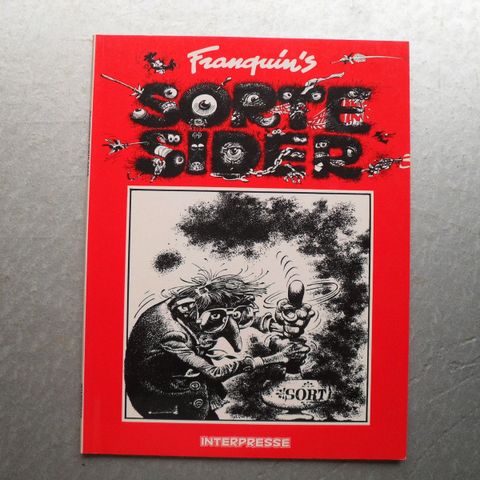 Franquin's
SORTE
SIDER
SORT
INTERPRESSE